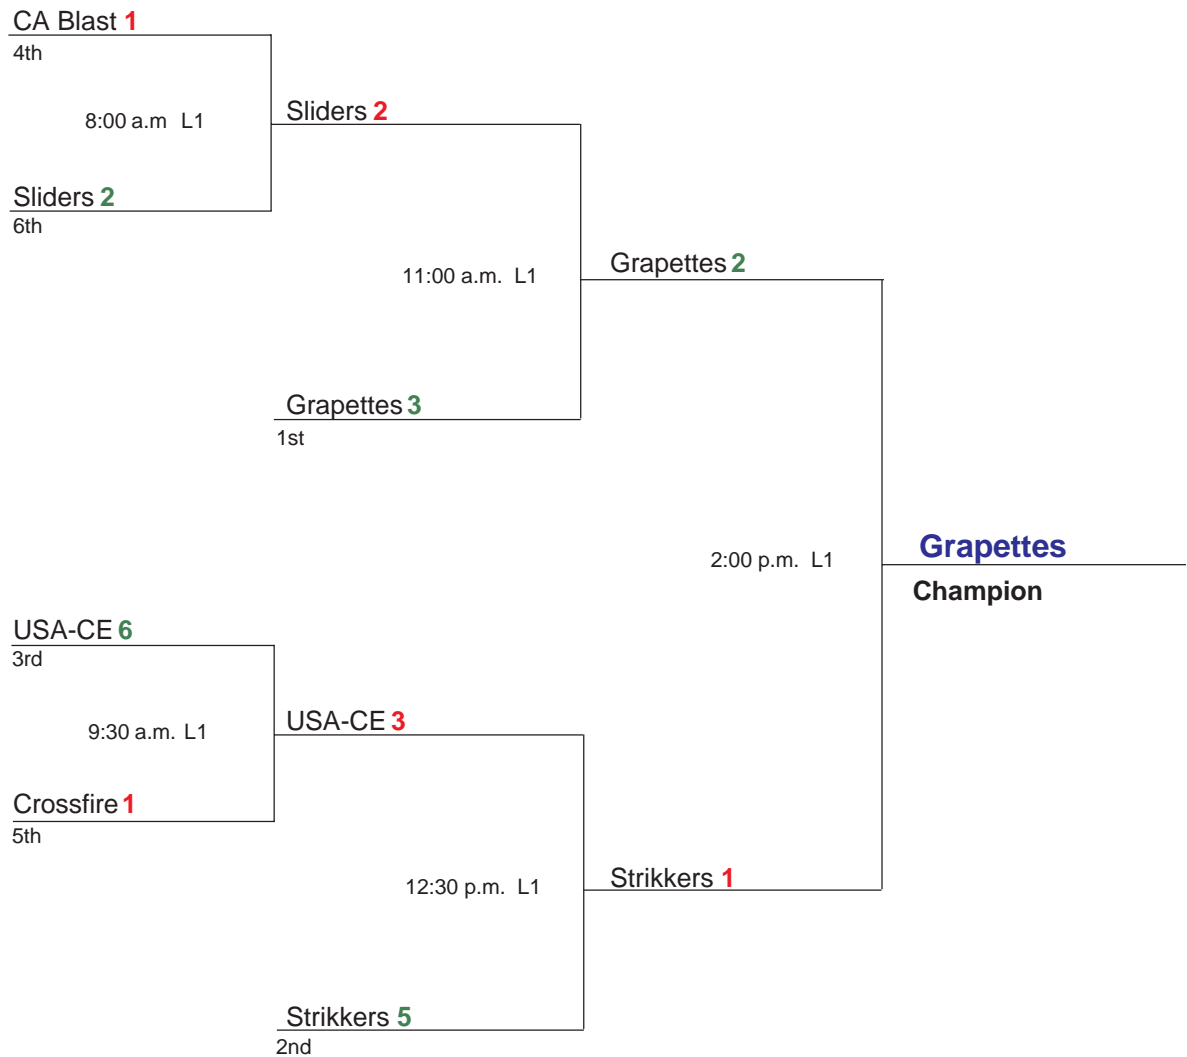 CA Blast 1
4th
8:00 a.m L1
Sliders 2
Sliders 2
6th
11:00 a.m. L1
Grapettes 2
Grapettes 3
1st
2:00 p.m. L1
Grapettes
Champion
USA-CE 6
3rd
9:30 a.m. L1
USA-CE 3
Crossfire 1
5th
12:30 p.m. L1
Strikkers 1
Strikkers 5
2nd